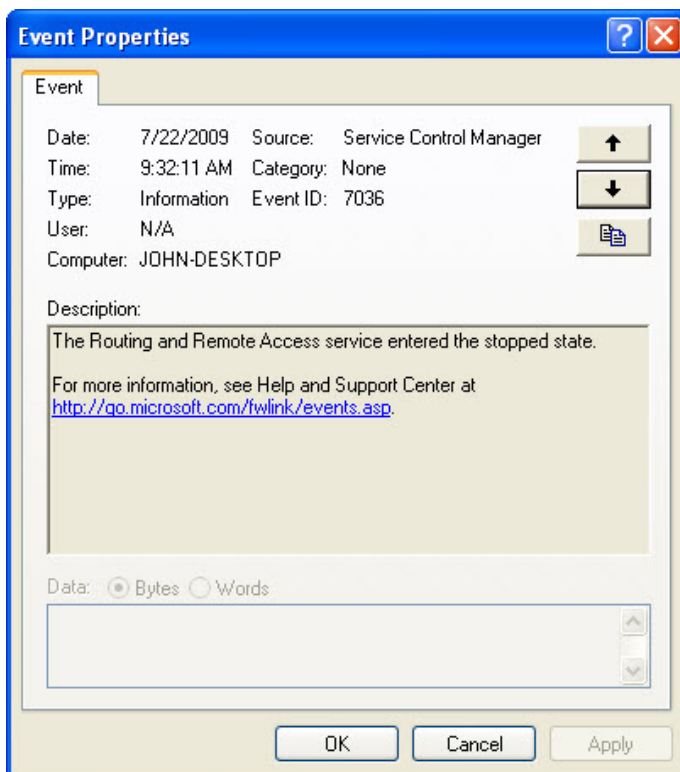 Event Properties
Event
Date: 7/22/2009 Source: Service Control Manager
Time: 9:32:11 AM Category: None
Type: Information Event ID: 7036
User: N/A
Computer: JOHN-DESKTOP
Description:
The Routing and Remote Access service entered the stopped state.
For more information, see Help and Support Center at
http://go.microsoft.com/fwlink/events.asp.
Data: Bytes Words
OK Cancel Apply